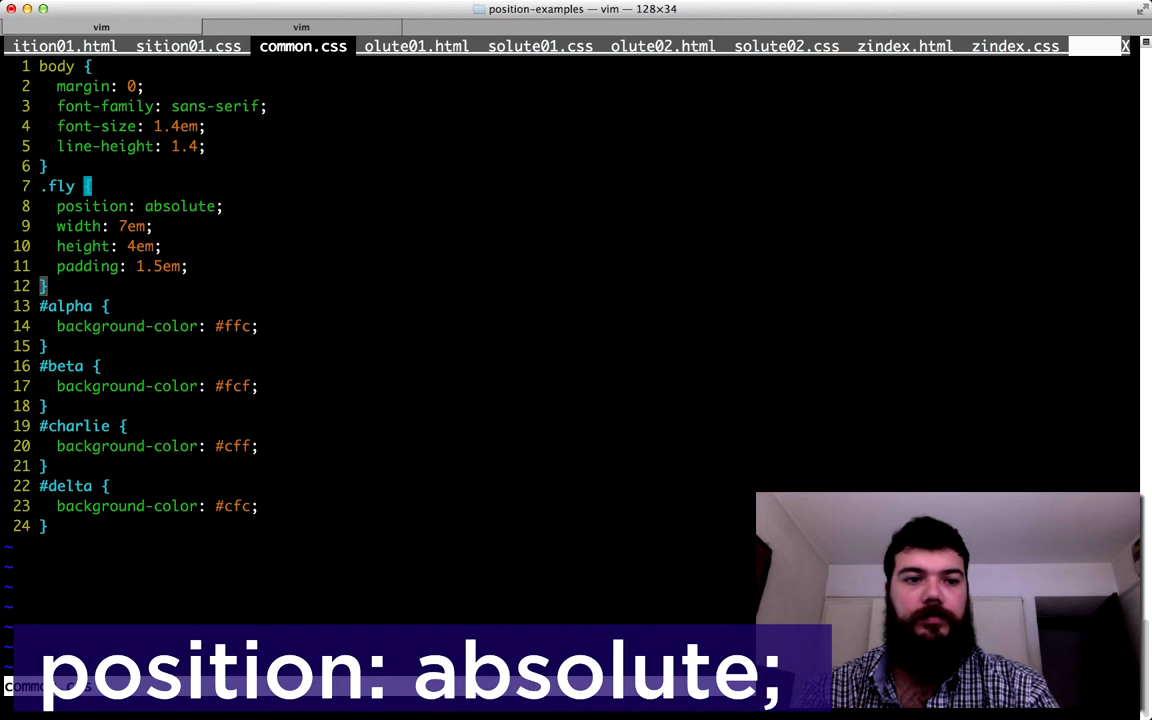 position-examples — vim — 128×34
vim vim
ition01.html sition01.css common.css olute01.html solute01.css olute02.html solute02.css zindex.html zindex.css X
1 body {
2 margin: 0;
3 font-family: sans-serif;
4 font-size: 1.4em;
5 line-height: 1.4;
6 }
7 .fly {
8 position: absolute;
9 width: 7em;
10 height: 4em;
11 padding: 1.5em;
12 }
13 #alpha {
14 background-color: #ffc;
15 }
16 #beta {
17 background-color: #fcf;
18 }
19 #charlie {
20 background-color: #cff;
21 }
22 #delta {
23 background-color: #cfc;
24 }
~
~
~
~
~
~
~
position: absolute;
common.css